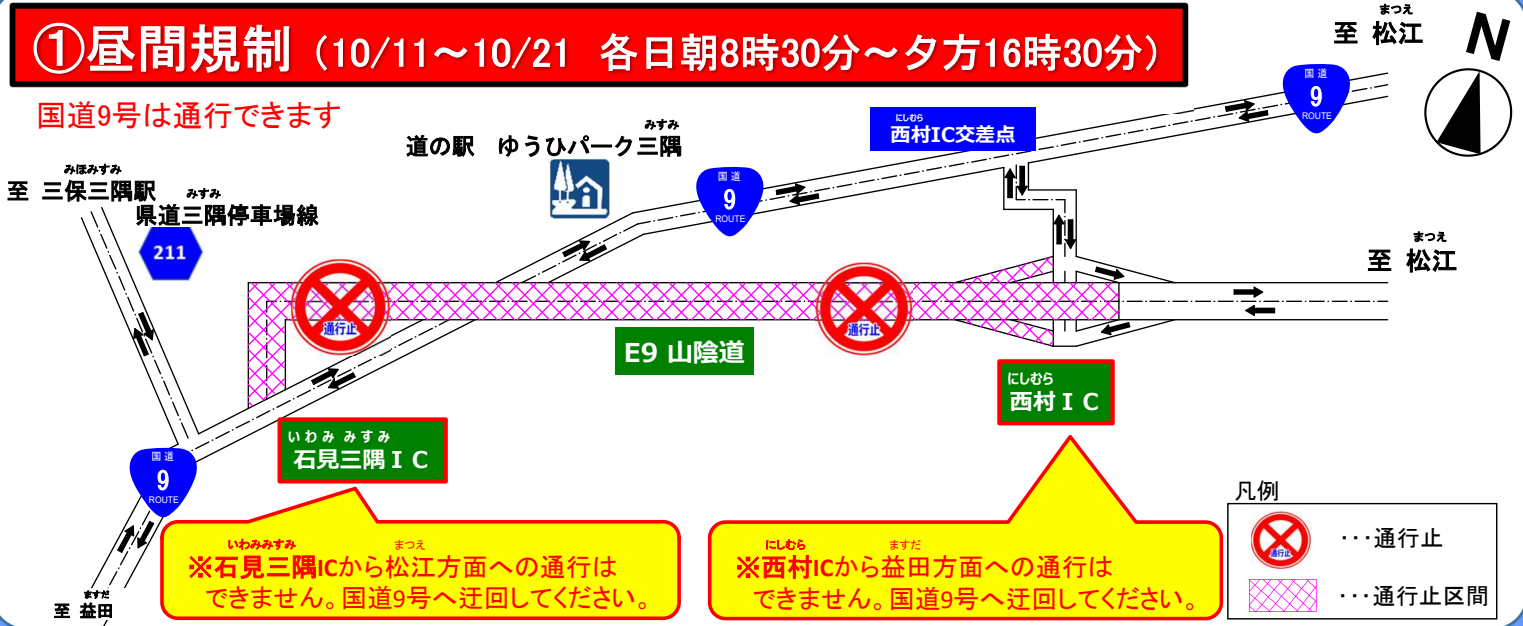 ①昼間規制（10/11～10/21　各日朝8時30分～夕方16時30分）
国道9号は通行できます
まつえ
至 松江
N
国道
9
ROUTE
にしむら
西村IC交差点
みすみ
道の駅　ゆうひパーク三隅
国道
9
ROUTE
みほみすみ
至 三保三隅駅
みすみ
県道三隅停車場線
211
まつえ
至 松江
通行止
通行止
E9 山陰道
にしむら
西村ＩＣ
いわみ みすみ
石見三隅ＩＣ
国道
9
ROUTE
ますだ
至 益田
いわみみすみ
まつえ
※石見三隅ICから松江方面への通行は
できません。国道9号へ迂回してください。
にしむら
ますだ
※西村ICから益田方面への通行は
できません。国道9号へ迂回してください。
凡例
通行止
･･･通行止
･･･通行止区間